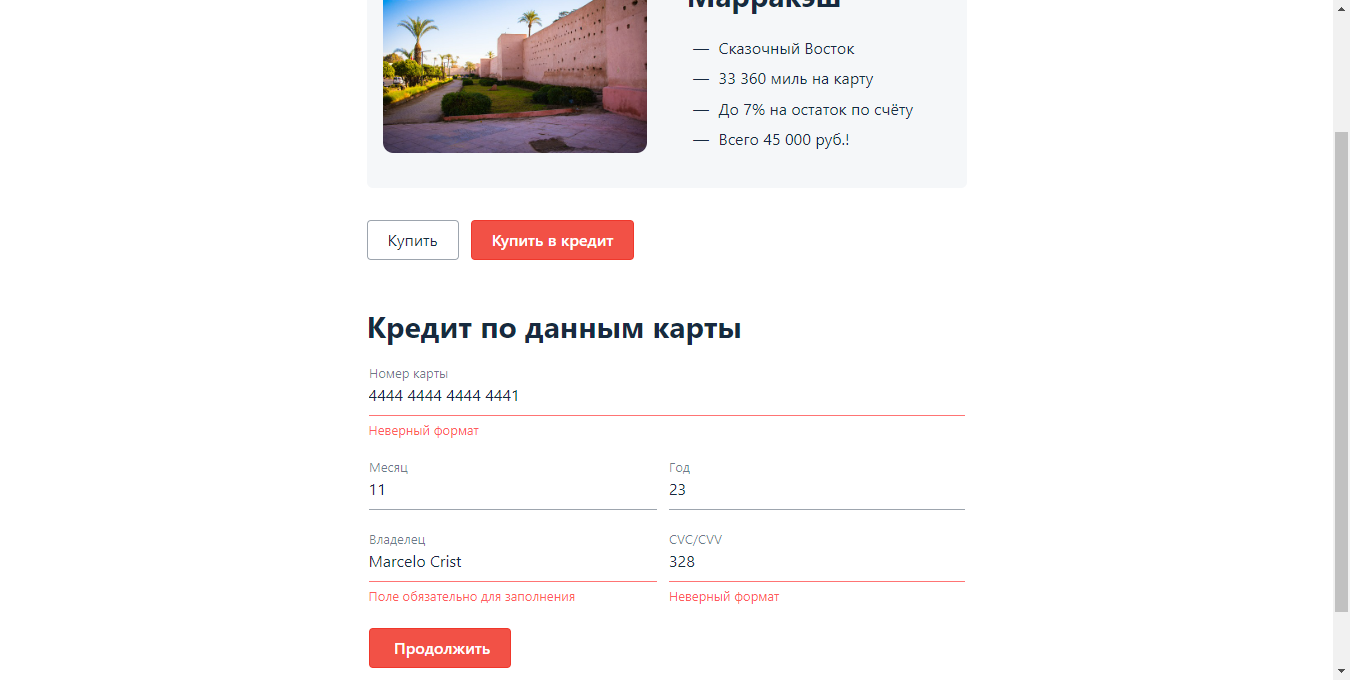 Марракэш
— Сказочный Восток
— 33 360 миль на карту
— До 7% на остаток по счёту
— Всего 45 000 руб.!
Купить
Купить в кредит
Кредит по данным карты
Номер карты
4444 4444 4444 4441
Неверный формат
Месяц
Год
11
23
Владелец
CVC/CVV
Marcelo Crist
328
Поле обязательно для заполнения
Неверный формат
Продолжить